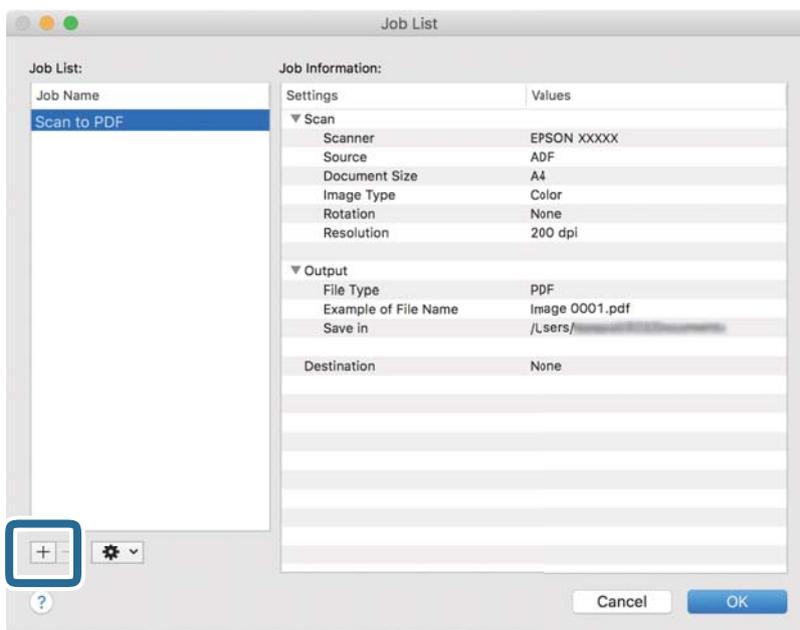 Job List
Job List:
Job Information:
Job Name
Settings Values
Scan to PDF
Scan
Scanner EPSON XXXXX
Source ADF
Document Size A4
Image Type Color
Rotation None
Resolution 200 dpi
Output
File Type PDF
Example of File Name Image 0001.pdf
Save in /Users/
Destination None
+ -
?
Cancel
OK